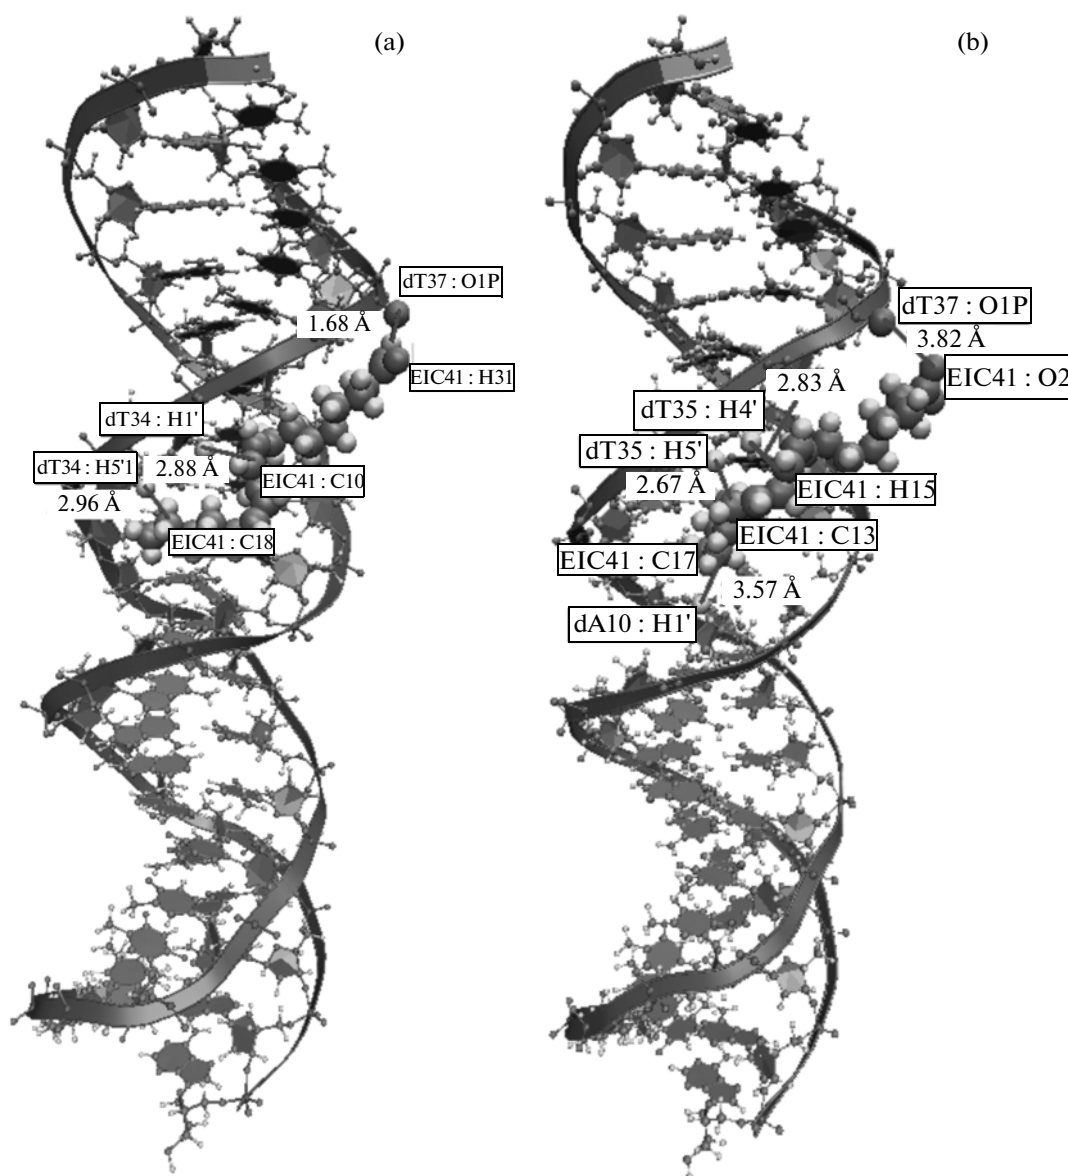 (a)
dT37 : O1P
1.68 Å
EIC41 : H31
dT34 : H1'
dT34 : H5'1
2.88 Å
EIC41 : C10
2.96 Å
EIC41 : C18
(b)
dT37 : O1P
3.82 Å
EIC41 : O2
2.83 Å
dT35 : H4'
dT35 : H5'
2.67 Å
EIC41 : H15
EIC41 : C13
EIC41 : C17
3.57 Å
dA10 : H1'